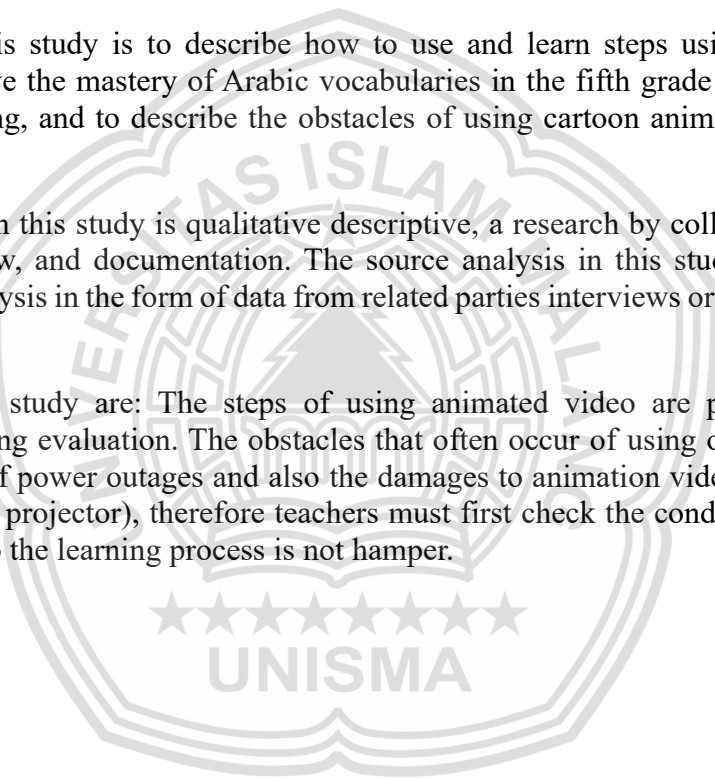 is study is to describe how to use and learn steps usi
ve the mastery of Arabic vocabularies in the fifth grade
ng, and to describe the obstacles of using cartoon anim
n this study is qualitative descriptive, a research by coll
w, and documentation. The source analysis in this stud
ysis in the form of data from related parties interviews or
study are: The steps of using animated video are p
ng evaluation. The obstacles that often occur of using o
f power outages and also the damages to animation vide
projector), therefore teachers must first check the cond
the learning process is not hamper.
UNIVERSITAS ISLAM MALANG
UNISMA